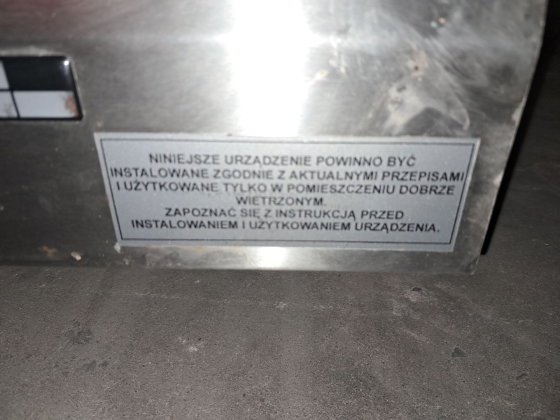 NINIEJSZE URZĄDZENIE POWINNO BYĆ
INSTALOWANE ZGODNIE Z AKTUALNYMI PRZEPISAMI
I UŻYTKOWANE TYLKO W POMIESZCZENIU DOBRZE
WIETRZONYM.
ZAPOZNAĆ SIĘ Z INSTRUKCJĄ PRZED
INSTALOWANIEM I UŻYTKOWANIEM URZĄDZENIA.